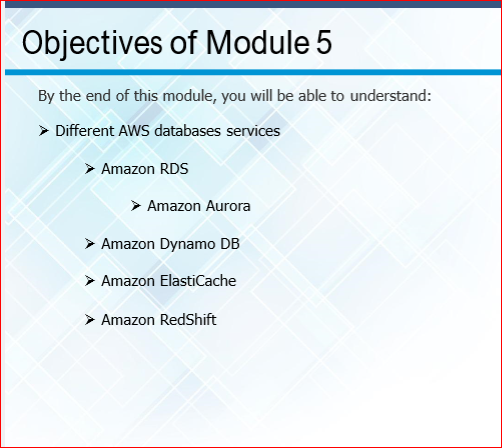 Objectives of Module 5
By the end of this module, you will be able to understand:
➢ Different AWS databases services
➢ Amazon RDS
➢ Amazon Aurora
➢ Amazon Dynamo DB
➢ Amazon ElastiCache
➢ Amazon RedShift